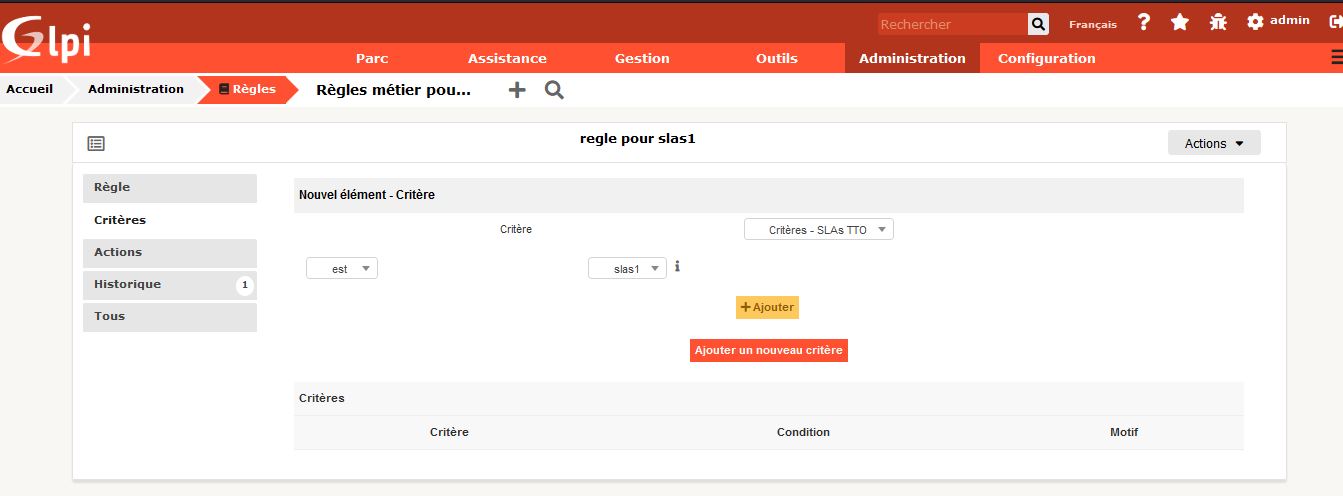 Glpi
Rechercher Français ? admin
Parc Assistance Gestion Outils Administration Configuration
Accueil Administration Règles Règles métier pou...
regle pour slas1 Actions
Règle
Critères
Actions
Historique 1
Tous
Nouvel élément - Critère
Critère Critères - SLAs TTO
est slas1
Ajouter
Ajouter un nouveau critère
Critères
Critère Condition Motif